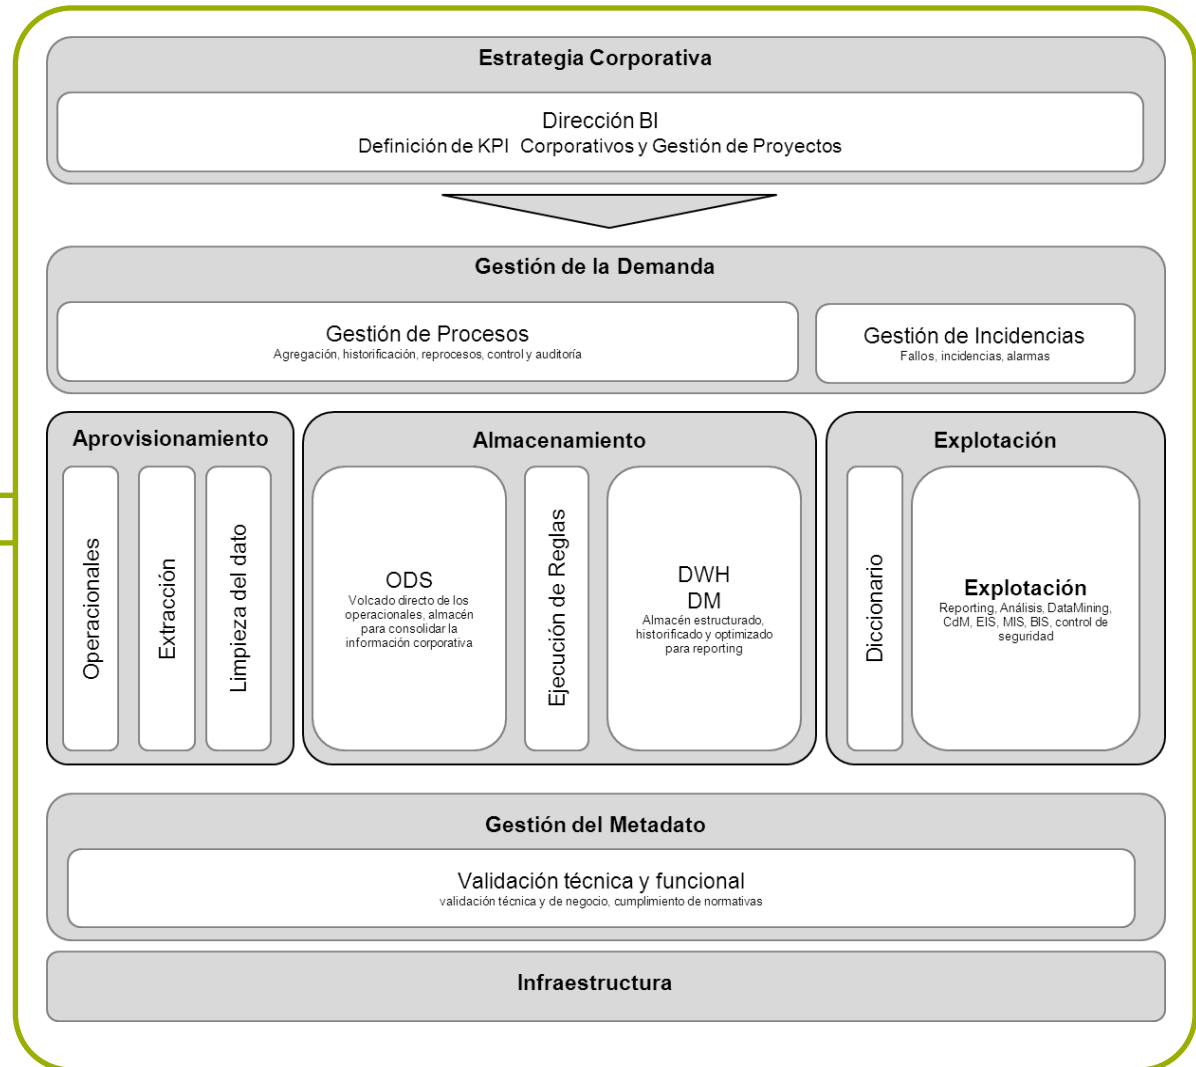 Estrategia Corporativa
Dirección BI
Definición de KPI Corporativos y Gestión de Proyectos
Gestión de la Demanda
Gestión de Procesos
Agregación, historificación, reprocesos, control y auditoría
Gestión de Incidencias
Fallos, incidencias, alarmas
Aprovisionamiento
Operacionales
Extracción
Limpieza del dato
Almacenamiento
ODS
Volcado directo de los
operacionales, almacén
para consolidar la
información corporativa
Ejecución de Reglas
DWH
DM
Almacén estructurado,
historificado y optimizado
para reporting
Explotación
Diccionario
Explotación
Reporting, Análisis, DataMining,
CdM, EIS, MIS, BIS, control de
seguridad
Gestión del Metadato
Validación técnica y funcional
validación técnica y de negocio, cumplimiento de normativas
Infraestructura